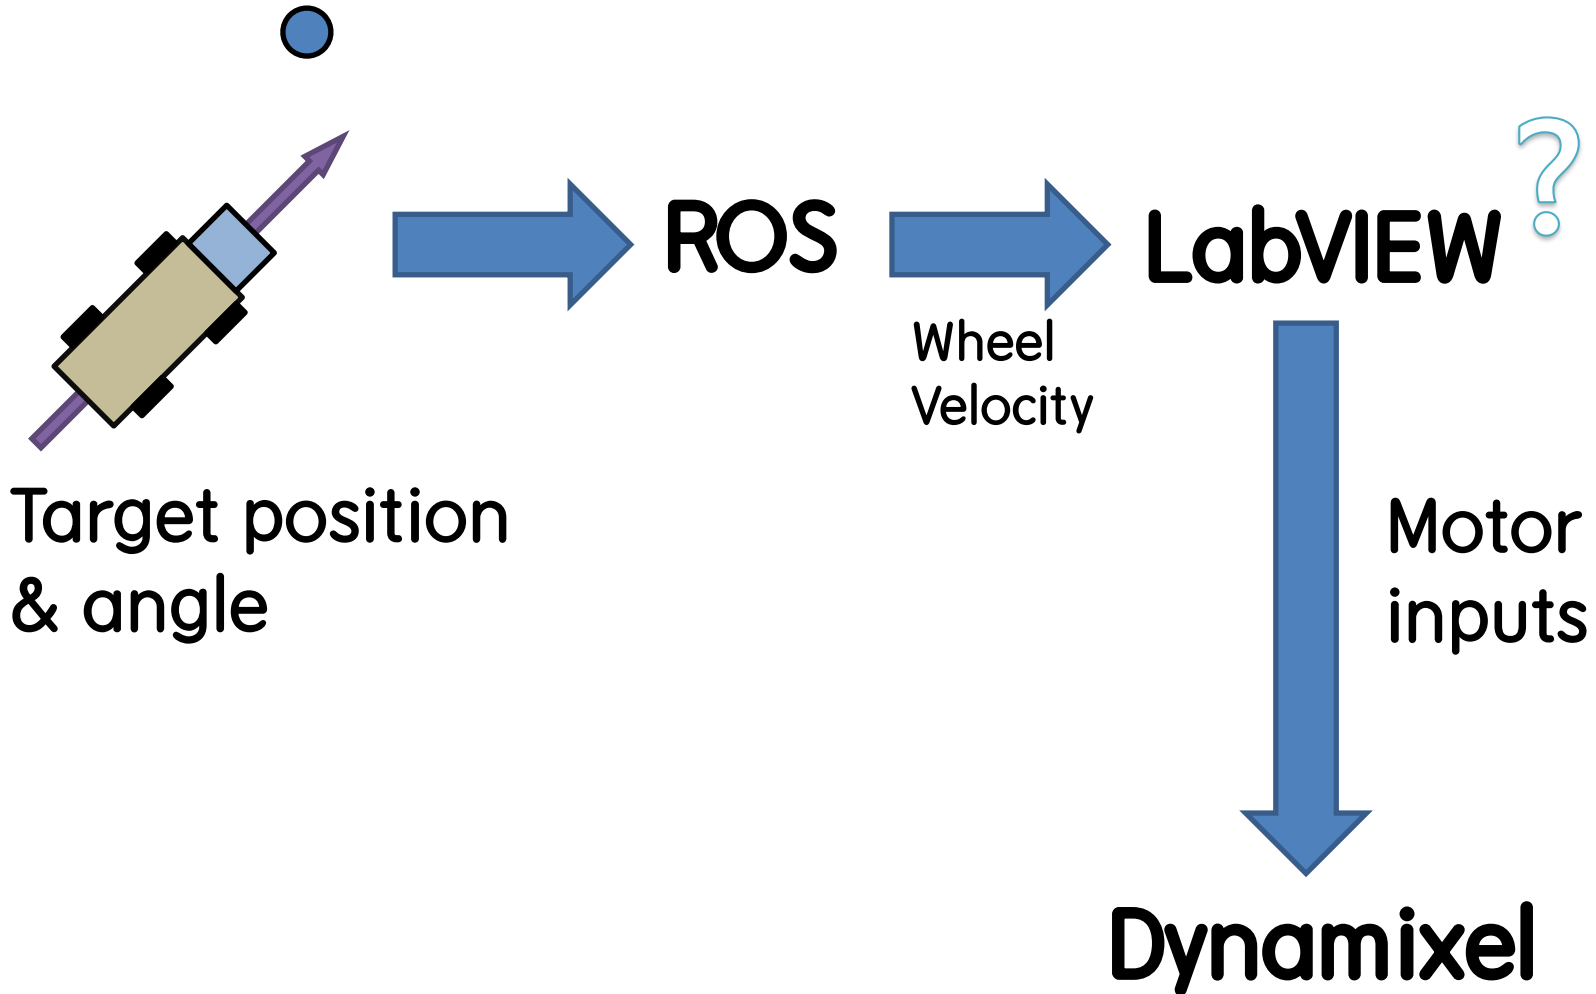 ROS
LabVIEW
?
Wheel
Velocity
Target position
& angle
Motor
inputs
Dynamixel